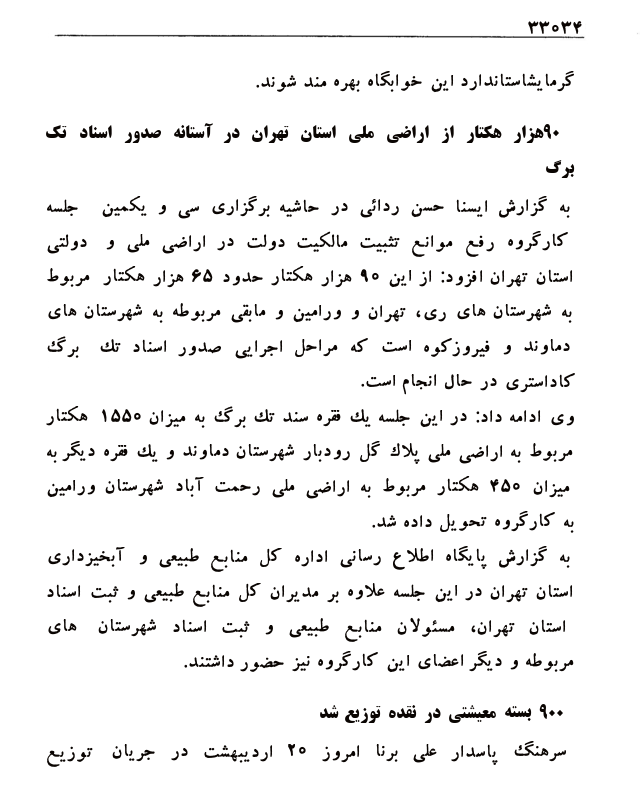 ۳۳۰۳۴
گرمایشاستاندارد این خوابگاه بهره مند شوند.
۹۰هزار هکتار از اراضی ملی استان تهران در آستانه صدور اسناد تک
برگ
به گزارش ایسنا حسن ردائی در حاشیه برگزاری سی و یکمین جلسه
کارگروه رفع موانع تثبیت مالکیت دولت در اراضی ملی و دولتی
استان تهران افزود: از این ۹۰ هزار هکتار حدود ۶۵ هزار هکتار مربوط
به شهرستان های ری، تهران و ورامین و مابقی مربوطه به شهرستان های
دماوند و فیروزکوه است که مراحل اجرایی صدور اسناد تك برگ
کاداستری در حال انجام است.
وی ادامه داد: در این جلسه یك فقره سند تك برگ به میزان ۱۵۵۰ هکتار
مربوط به اراضی ملی پلاك گل رودبار شهرستان دماوند و یك فقره دیگر به
میزان ۴۵۰ هکتار مربوط به اراضی ملی رحمت آباد شهرستان ورامین
به کارگروه تحویل داده شد.
به گزارش پایگاه اطلاع رسانی اداره کل منابع طبیعی و آبخیزداری
استان تهران در این جلسه علاوه بر مدیران کل منابع طبیعی و ثبت اسناد
استان تهران، مسئولان منابع طبیعی و ثبت اسناد شهرستان های
مربوطه و دیگر اعضای این کارگروه نیز حضور داشتند.
۹۰۰ بسته معیشتی در نقده توزیع شد
سرهنگ پاسدار علی برنا امروز ۲۰ اردیبهشت در جریان توزیع